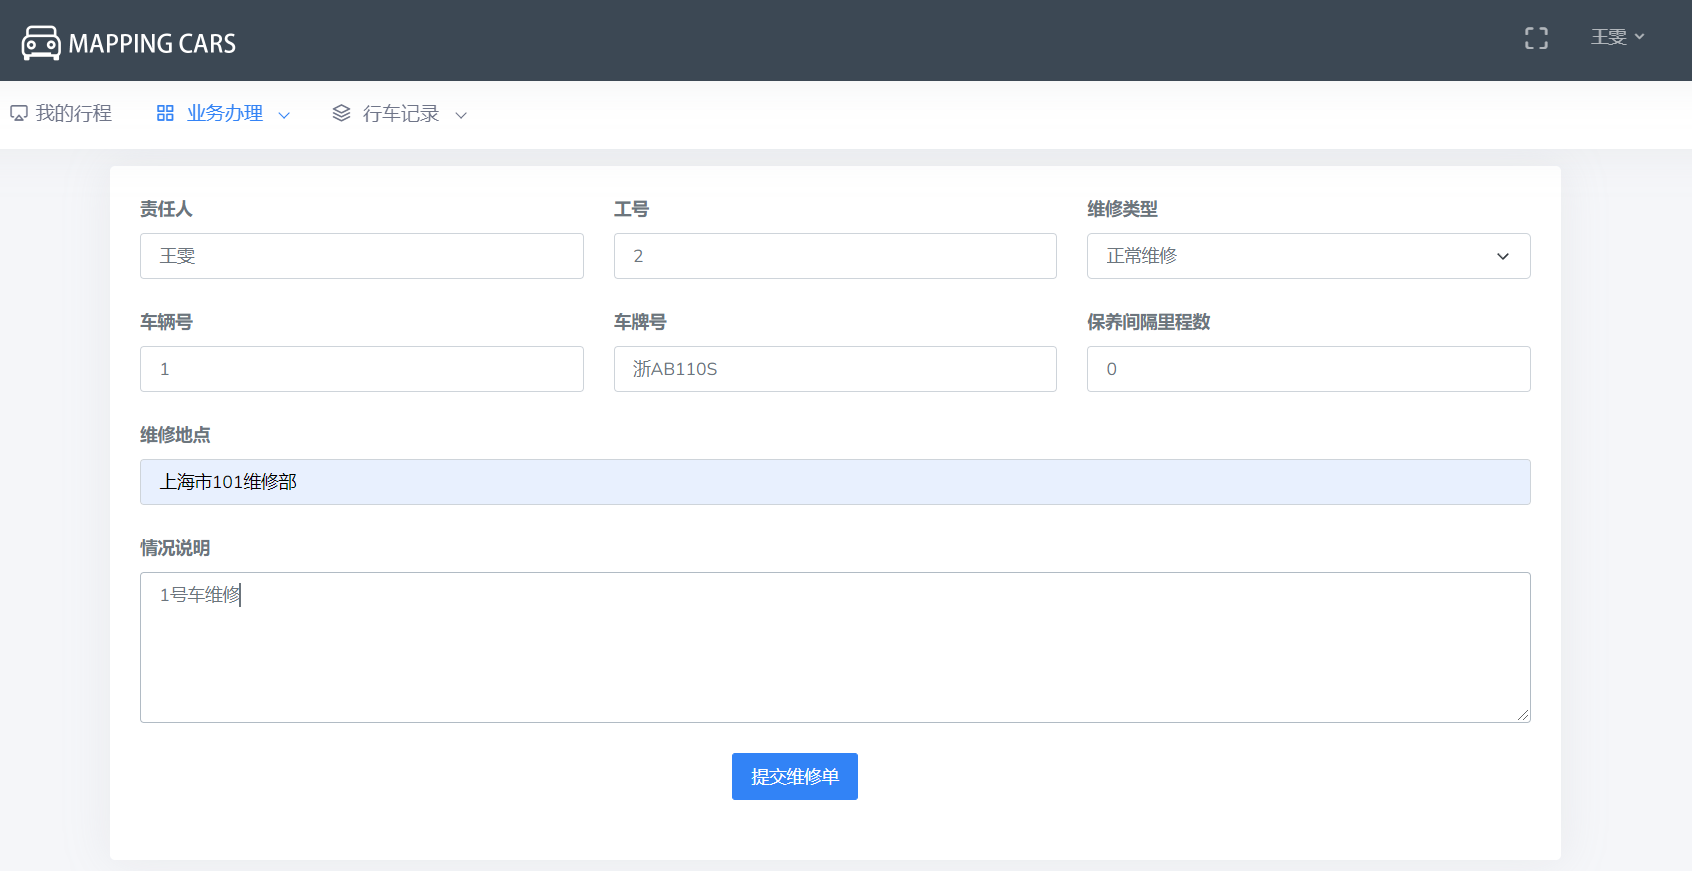 MAPPING CARS
王雯
我的行程
业务办理
行车记录
责任人
工号
维修类型
王雯
2
正常维修
车辆号
车牌号
保养间隔里程数
1
浙AB110S
0
维修地点
上海市101维修部
情况说明
1号车维修
提交维修单